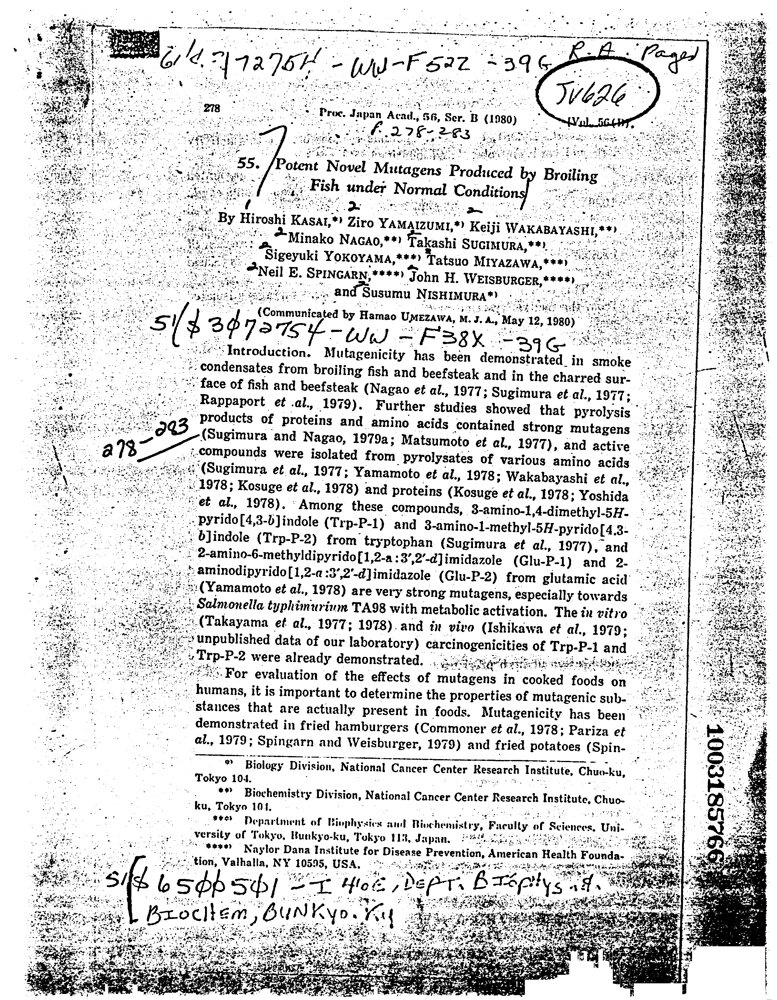 - WW-F52Z -39G R.A. Pages
JV626
278 Proc. Japan Acad., 56, Ser. B (1980) [Vol. 56(B),
P. 278-283
55. Potent Novel Mutagens Produced by Broiling
Fish under Normal Conditions
By Hiroshi KASAI,*) Ziro YAMAIZUMI,*) Keiji WAKABAYASHI,**)
Minako NAGAO,**) Takashi SUGIMURA,**)
Sigeyuki YOKOYAMA,***) Tatsuo MIYAZAWA,***)
Neil E. SPINGARN,****) John H. WEISBURGER,****)
and Susumu NISHIMURA*)
(Communicated by Hamao UMEZAWA, M. J. A., May 12, 1980)
51/$ 3072754-WW-F38X -39G
Introduction. Mutagenicity has been demonstrated in smoke
condensates from broiling fish and beefsteak and in the charred sur-
face of fish and beefsteak (Nagao et al., 1977; Sugimura et al., 1977;
Rappaport et al., 1979). Further studies showed that pyrolysis
products of proteins and amino acids contained strong mutagens
278-283
(Sugimura and Nagao, 1979a; Matsumoto et al., 1977), and active
compounds were isolated from pyrolysates of various amino acids
(Sugimura et al., 1977; Yamamoto et al., 1978; Wakabayashi et al.,
1978; Kosuge et al., 1978) and proteins (Kosuge et al., 1978; Yoshida
et al., 1978). Among these compounds, 3-amino-1,4-dimethyl-5H-
pyrido[4,3-b]indole (Trp-P-1) and 3-amino-1-methyl-5H-pyrido[4,3-
b]indole (Trp-P-2) from tryptophan (Sugimura et al., 1977), and
2-amino-6-methyldipyrido[1,2-a:3′,2′-d]imidazole (Glu-P-1) and 2-
aminodipyrido[1,2-a:3′,2′-d]imidazole (Glu-P-2) from glutamic acid
(Yamamoto et al., 1978) are very strong mutagens, especially towards
Salmonella typhimurium TA98 with metabolic activation. The in vitro
(Takayama et al., 1977; 1978) and in vivo (Ishikawa et al., 1979;
unpublished data of our laboratory) carcinogenicities of Trp-P-1 and
Trp-P-2 were already demonstrated.
For evaluation of the effects of mutagens in cooked foods on
humans, it is important to determine the properties of mutagenic sub-
stances that are actually present in foods. Mutagenicity has been
demonstrated in fried hamburgers (Commoner et al., 1978; Pariza et
al., 1979; Spingarn and Weisburger, 1979) and fried potatoes (Spin-
*) Biology Division, National Cancer Center Research Institute, Chuo-ku,
Tokyo 104.
**) Biochemistry Division, National Cancer Center Research Institute, Chuo-
ku, Tokyo 104.
***) Department of Biophysics and Biochemistry, Faculty of Sciences, Uni-
versity of Tokyo, Bunkyo-ku, Tokyo 113, Japan.
****) Naylor Dana Institute for Disease Prevention, American Health Founda-
tion, Valhalla, NY 10595, USA.
51/$ 6500501-I 40E, DEPT. BIOPHYS. &.
BIOCHEM, BUNKYO. KU
1003185766